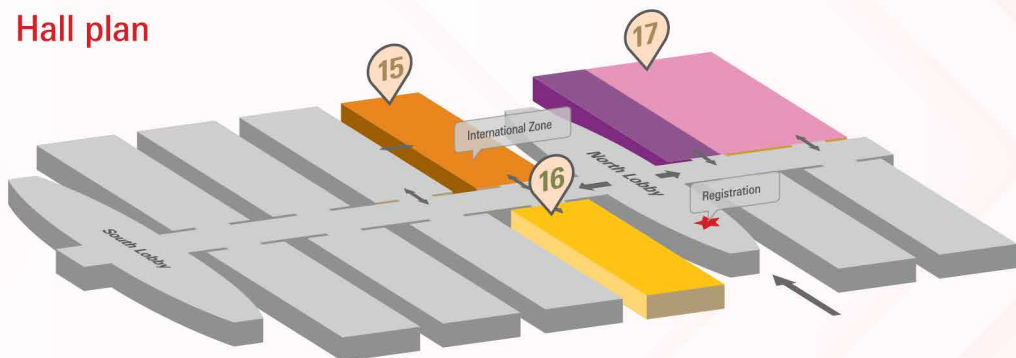 Hall plan
15
17
International Zone
16
North Lobby
Registration
South Lobby